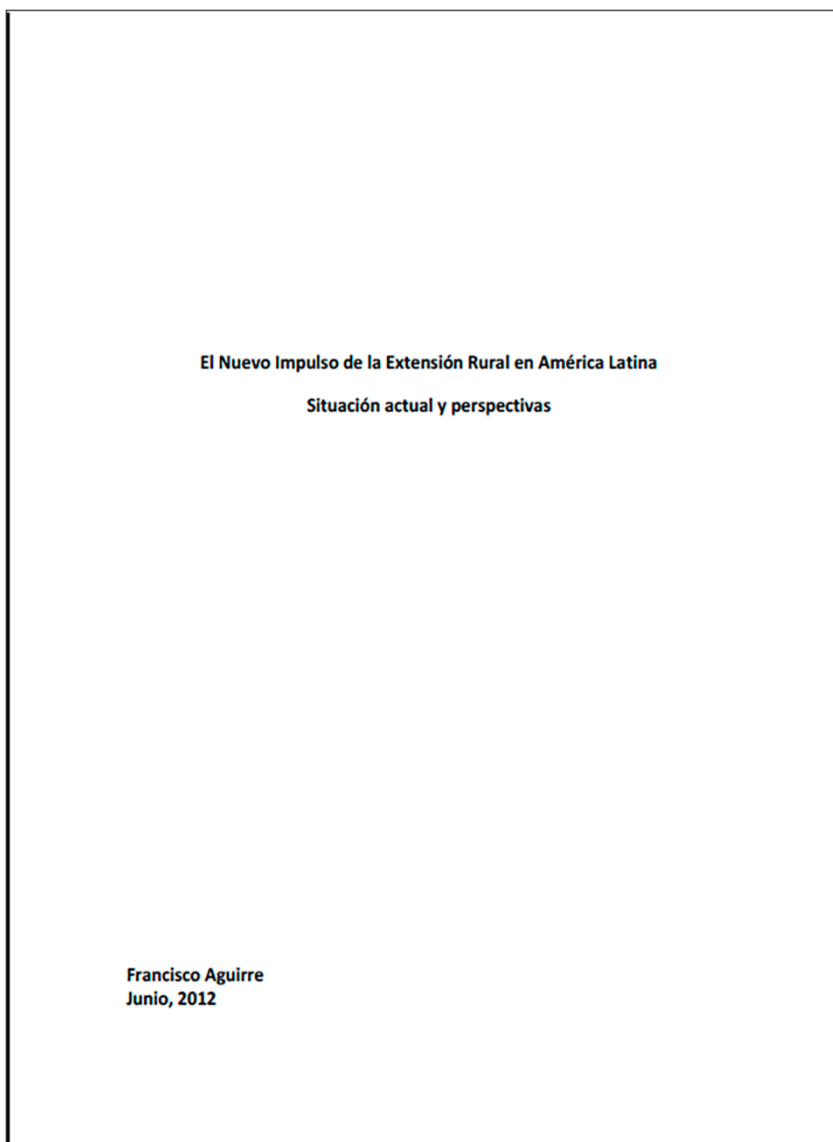 El Nuevo Impulso de la Extensión Rural en América Latina
Situación actual y perspectivas
Francisco Aguirre
Junio, 2012